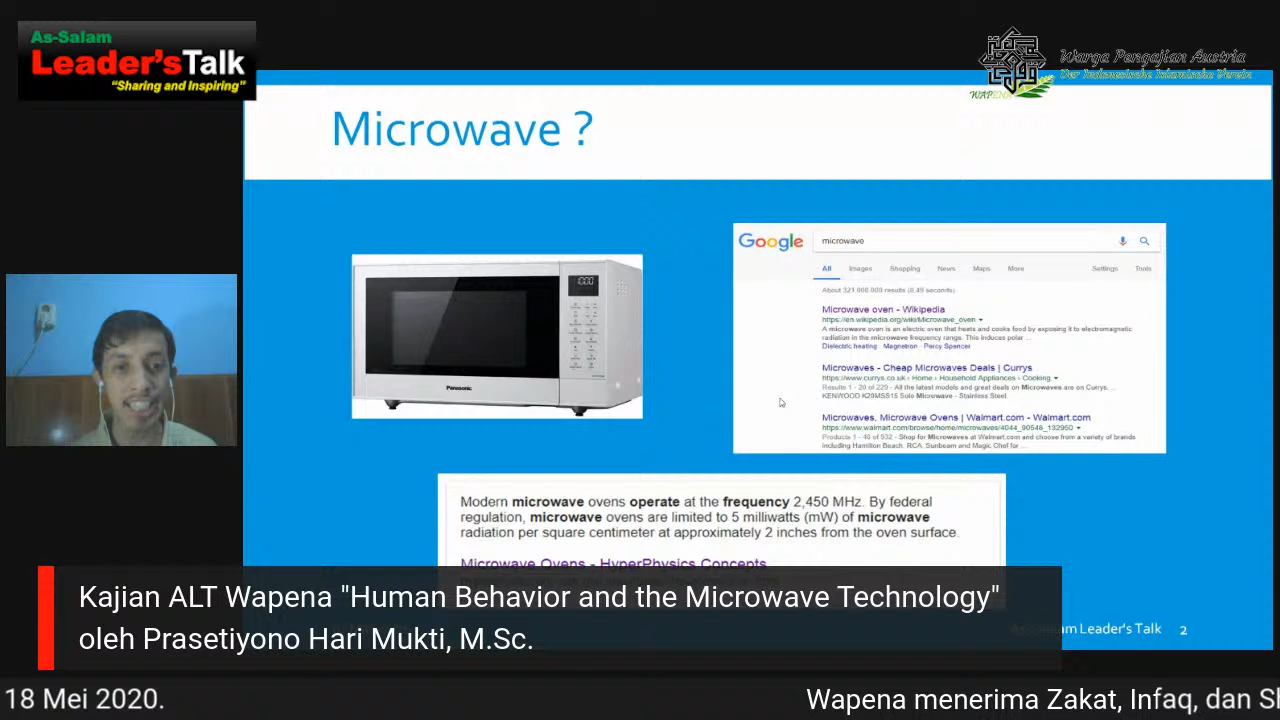 As-Salam
Leader'sTalk
"Sharing and Inspiring"
Warga Pengajian Austria
Der Indonesische Islamische Verein
WAPENA
Microwave ?
Google
microwave
All Images Shopping News Maps More Settings Tools
About 321.000.000 results (0,49 seconds)
Microwave oven - Wikipedia
https://en.wikipedia.org/wiki/Microwave_oven
A microwave oven is an electric oven that heats and cooks food by exposing it to electromagnetic
radiation in the microwave frequency range. This induces polar ...
Dielectric heating · Magnetron · Percy Spencer
Microwaves - Cheap Microwaves Deals | Currys
https://www.currys.co.uk › Home › Household Appliances › Cooking
Results 1 - 20 of 229 - All the latest models and great deals on Microwaves are on Currys. ...
KENWOOD K20MSS15 Solo Microwave - Stainless Steel.
Microwaves, Microwave Ovens | Walmart.com - Walmart.com
https://www.walmart.com/browse/home/microwaves/4044_90548_132950
Products 1 - 40 of 932 - Shop for Microwaves at Walmart.com and choose from a variety of brands
including Hamilton Beach, RCA, Sunbeam and Magic Chef for ...
Panasonic
Modern microwave ovens operate at the frequency 2,450 MHz. By federal
regulation, microwave ovens are limited to 5 milliwatts (mW) of microwave
radiation per square centimeter at approximately 2 inches from the oven surface.
Microwave Ovens - HyperPhysics Concepts
Kajian ALT Wapena "Human Behavior and the Microwave Technology"
oleh Prasetiyono Hari Mukti, M.Sc.
Leader's Talk 2
18 Mei 2020. Wapena menerima Zakat, Infaq, dan